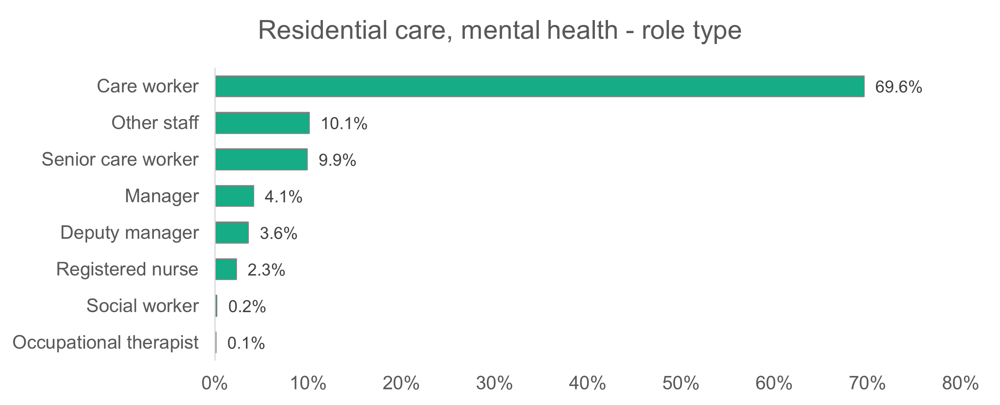 Residential care, mental health - role type
Care worker 69.6%
Other staff 10.1%
Senior care worker 9.9%
Manager 4.1%
Deputy manager 3.6%
Registered nurse 2.3%
Social worker 0.2%
Occupational therapist 0.1%
0% 10% 20% 30% 40% 50% 60% 70% 80%